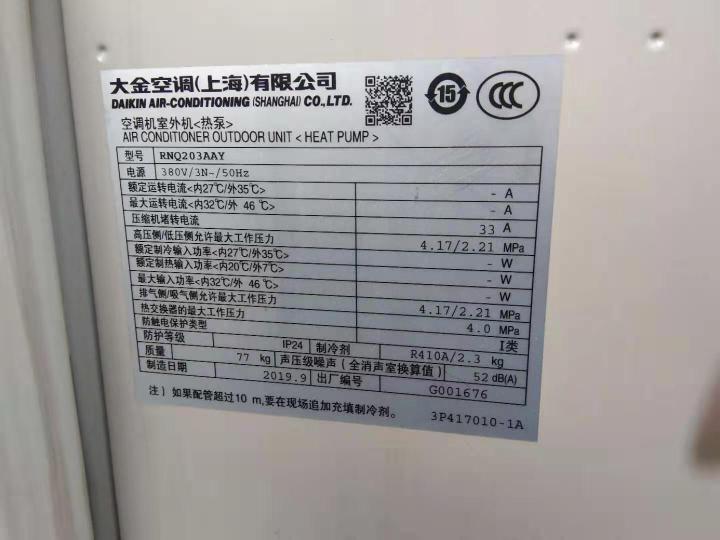 大金空调(上海)有限公司
DAIKIN AIR-CONDITIONING (SHANGHAI) CO., LTD.
15
CCC
空调机室外机<热泵>
AIR CONDITIONER OUTDOOR UNIT < HEAT PUMP >
型号 RNQ203AAY
电源 380V/3N~/50Hz
额定运转电流<内27℃/外35℃> - A
最大运转电流<内32℃/外 46 ℃> - A
压缩机堵转电流 33 A
高压侧/低压侧允许最大工作压力 4.17/2.21 MPa
额定制冷输入功率<内27℃/外35℃> - W
额定制热输入功率<内20℃/外7℃> - W
最大输入功率<内32℃/外 46 ℃> - W
排气侧/吸气侧允许最大工作压力 4.17/2.21 MPa
热交换器的最大工作压力 4.0 MPa
防触电保护类型 I类
防护等级 IP24 制冷剂 R410A/2.3 kg
质量 77 kg 声压级噪声(全消声室换算值) 52 dB(A)
制造日期 2019.9 出厂编号 G001676
注) 如果配管超过10 m,要在现场追加充填制冷剂。 3P417010-1A